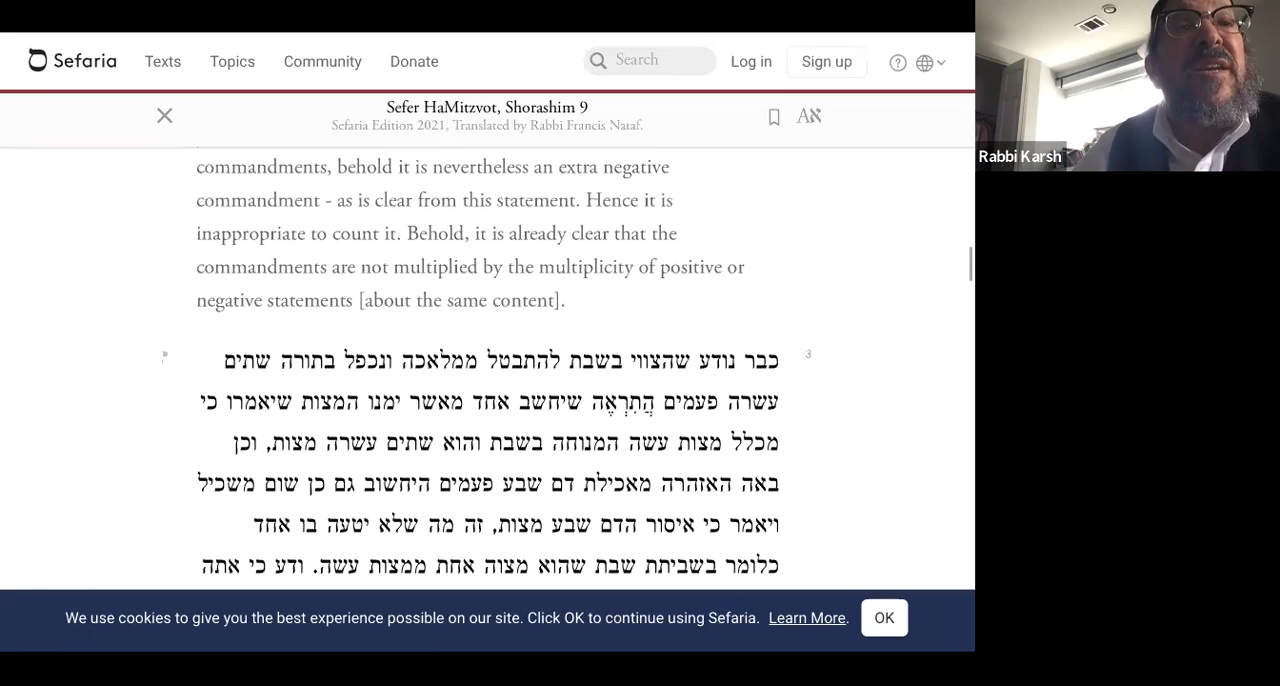 Sefaria Texts Topics Community Donate Search Log in Sign up
Sefer HaMitzvot, Shorashim 9
Sefaria Edition 2021, Translated by Rabbi Francis Nataf.
Rabbi Karsh
commandments, behold it is nevertheless an extra negative
commandment - as is clear from this statement. Hence it is
inappropriate to count it. Behold, it is already clear that the
commandments are not multiplied by the multiplicity of positive or
negative statements [about the same content].
3
כבר נודע שהצווי בשבת להתבטל ממלאכה ונכפל בתורה שתים
עשרה פעמים הֲתִרְאֶה שיחשב אחד מאשר ימנו המצות שיאמרו כי
מכלל מצות עשה המנוחה בשבת והוא שתים עשרה מצות, וכן
באה האזהרה מאכילת דם שבע פעמים היחשוב גם כן שום משכיל
ויאמר כי איסור הדם שבע מצות, זה מה שלא יטעה בו אחד
כלומר בשביתת שבת שהוא מצוה אחת ממצות עשה. ודע כי אתה
We use cookies to give you the best experience possible on our site. Click OK to continue using Sefaria. Learn More. OK